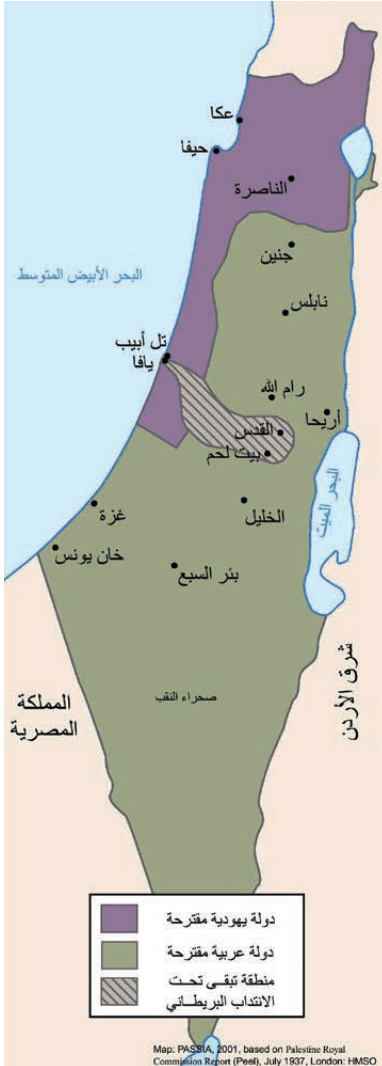 عكا
حيفا
الناصرة
جنين
البحر الأبيض المتوسط
نابلس
تل أبيب
يافا
رام الله
أريحا
القدس
بيت لحم
البحر الميت
الخليل
غزة
خان يونس
بئر السبع
شرق الأردن
صحراء النقب
المملكة
المصرية
دولة يهودية مقترحة
دولة عربية مقترحة
منطقة تبقى تحت
الانتداب البريطاني
Map: PASSIA, 2001, based on Palestine Royal
Commission Report (Peel), July 1937, London: HMSO